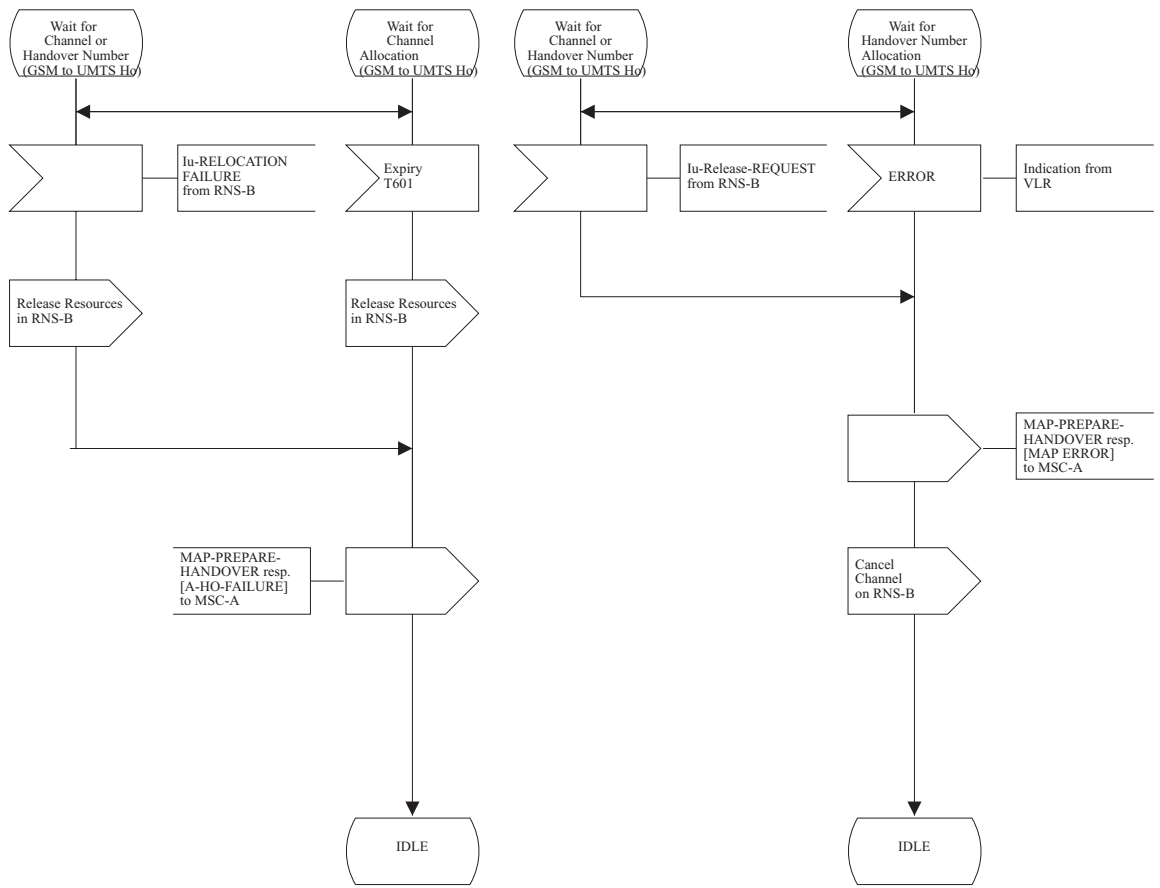 Wait for
Channel or
Handover Number
(GSM to UMTS Ho)
Wait for
Channel
Allocation
(GSM to UMTS Ho)
Wait for
Channel or
Handover Number
(GSM to UMTS Ho)
Wait for
Handover Number
Allocation
(GSM to UMTS Ho)
Iu-RELOCATION
FAILURE
from RNS-B
Expiry
T601
Iu-Release-REQUEST
from RNS-B
ERROR
Indication from
VLR
Release Resources
in RNS-B
Release Resources
in RNS-B
MAP-PREPARE-
HANDOVER resp.
[MAP ERROR]
to MSC-A
MAP-PREPARE-
HANDOVER resp.
[A-HO-FAILURE]
to MSC-A
Cancel
Channel
on RNS-B
IDLE
IDLE